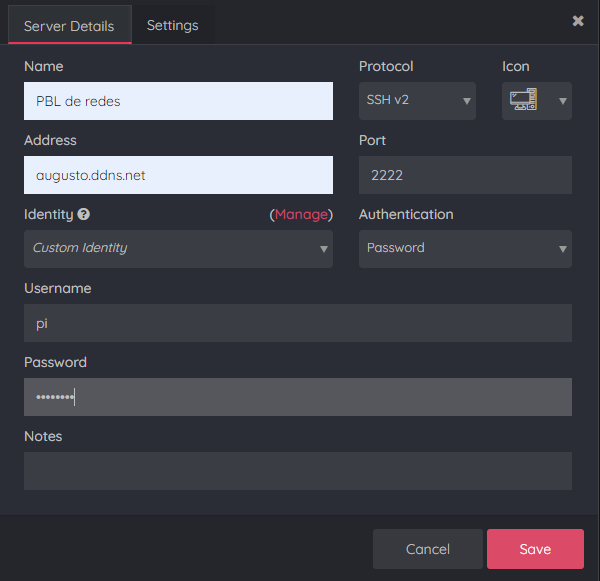 Server Details
Settings
Name
Protocol
Icon
PBL de redes
SSH v2
Address
Port
augusto.ddns.net
2222
Identity
(Manage)
Authentication
Custom Identity
Password
Username
pi
Password
••••••••
Notes
Cancel
Save